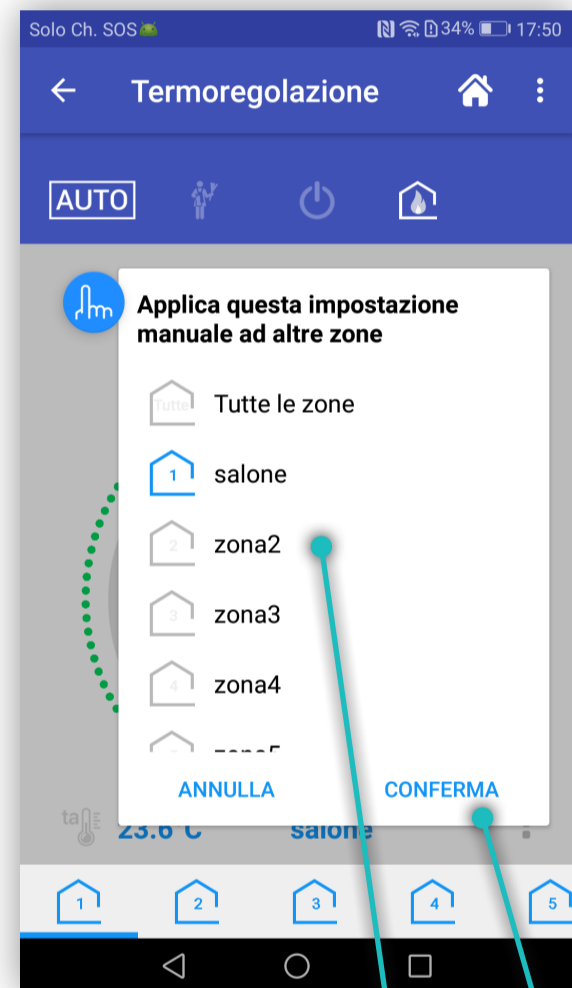 Solo Ch. SOS 34% 17:50
Termoregolazione
AUTO
Applica questa impostazione
manuale ad altre zone
Tutte Tutte le zone
1 salone
2 zona2
3 zona3
4 zona4
ANNULLA CONFERMA
ta 23.6°C salone
1 2 3 4 5